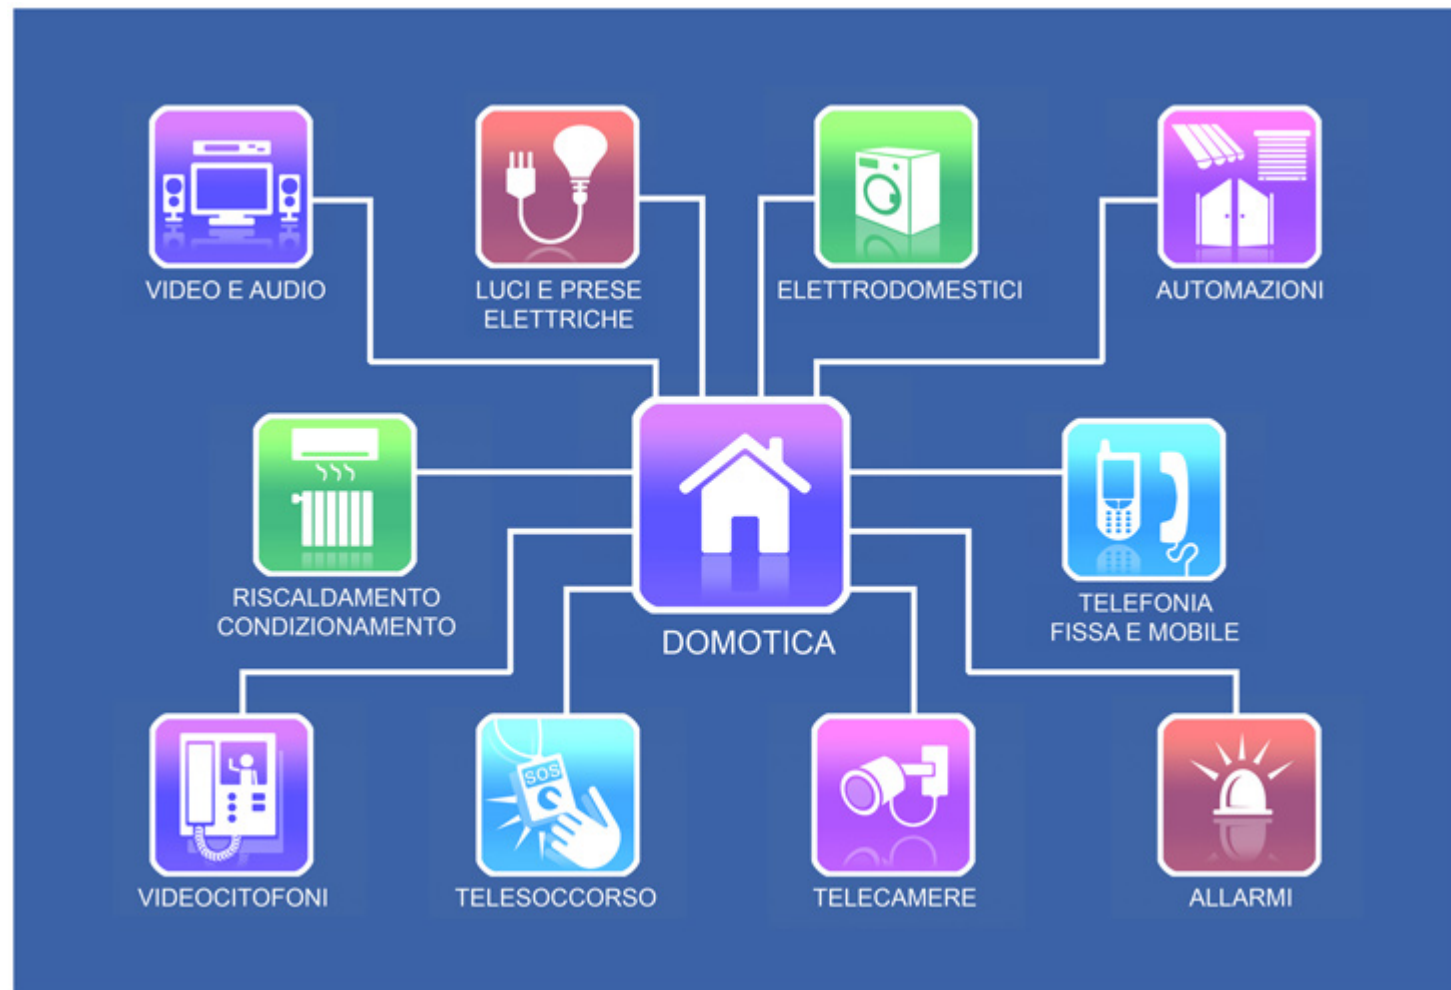 VIDEO E AUDIO
LUCI E PRESE
ELETTRICHE
ELETTRODOMESTICI
AUTOMAZIONI
RISCALDAMENTO
CONDIZIONAMENTO
DOMOTICA
TELEFONIA
FISSA E MOBILE
SOS
VIDEOCITOFONI
TELESOCCORSO
TELECAMERE
ALLARMI